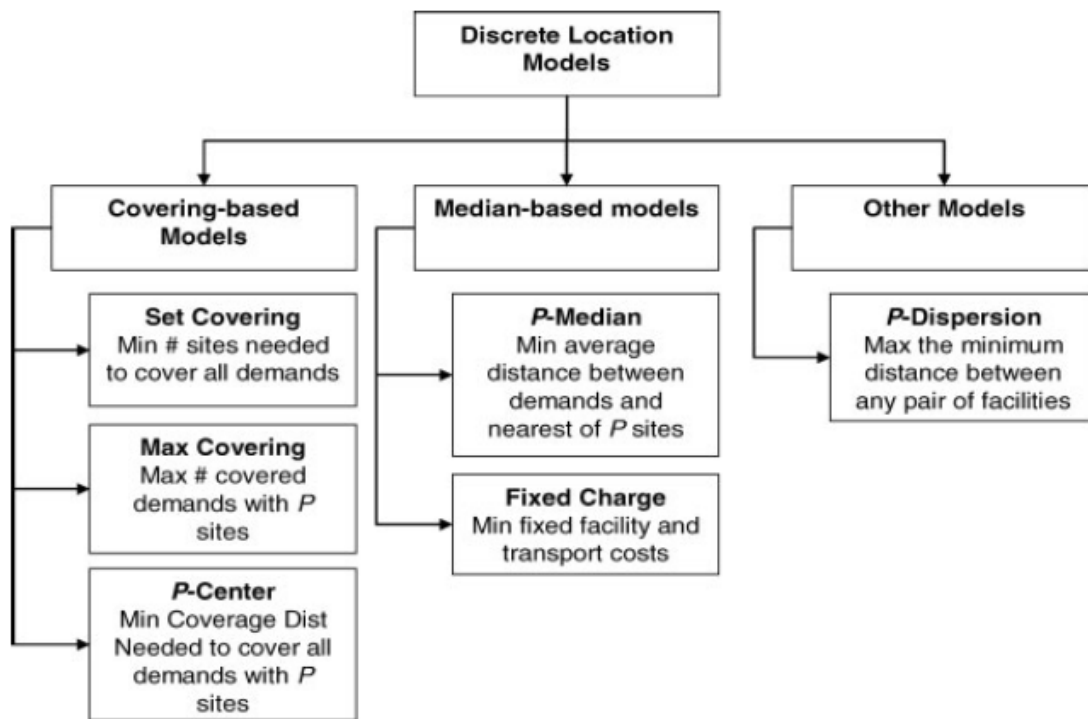 Discrete Location
Models
Covering-based
Models
Median-based models
Other Models
Set Covering
Min # sites needed
to cover all demands
Max Covering
Max # covered
demands with P
sites
P-Center
Min Coverage Dist
Needed to cover all
demands with P
sites
P-Median
Min average
distance between
demands and
nearest of P sites
Fixed Charge
Min fixed facility and
transport costs
P-Dispersion
Max the minimum
distance between
any pair of facilities